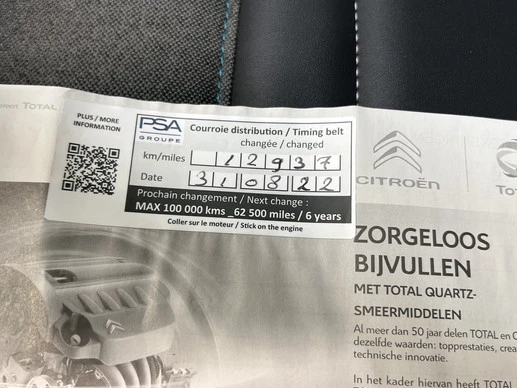 TOTAL
PLUS / MORE
INFORMATION
PSA
GROUPE
Courroie distribution / Timing belt
changée / changed
km/miles 12937
Date 310822
Prochain changement / Next change :
MAX 100 000 kms _62 500 miles / 6 years
Coller sur le moteur / Stick on the engine
CITROËN
ZORGELOOS
BIJVULLEN
MET TOTAL QUARTZ-
SMEERMIDDELEN
Al meer dan 50 jaar delen TOTAL en
dezelfde waarden: topprestaties,
technische innovatie.
In het kader hiervan heeft TOTAL